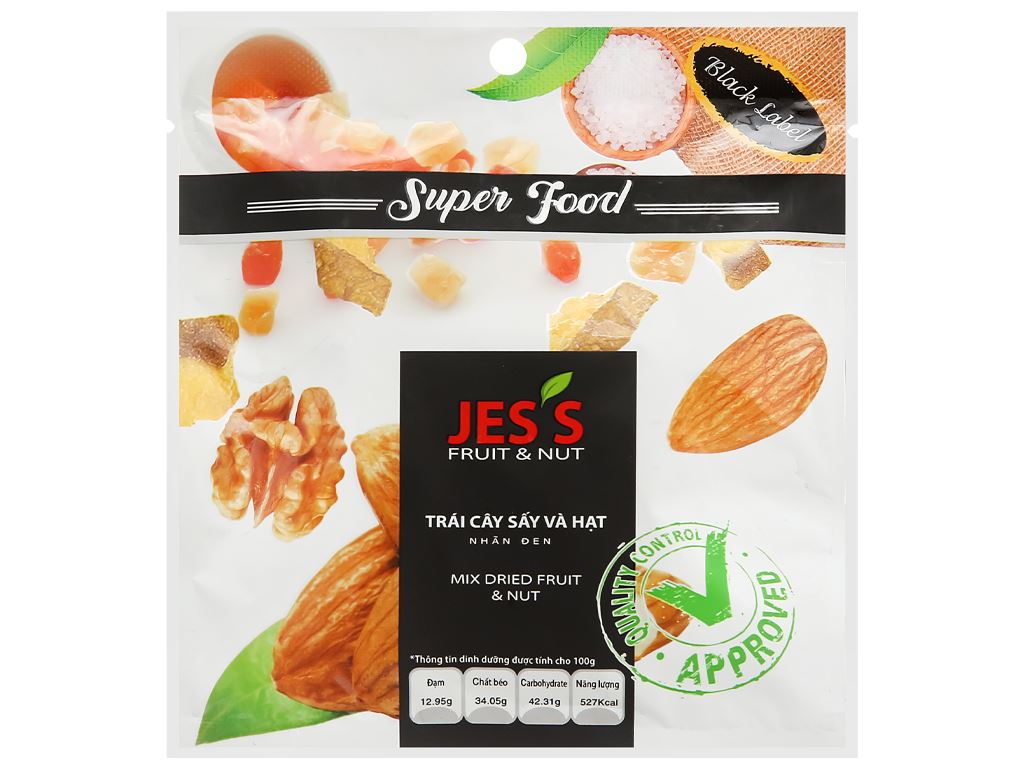 Black Label
Super Food
JES'S
FRUIT & NUT
TRÁI CÂY SẤY VÀ HẠT
NHÃN ĐEN
MIX DRIED FRUIT
& NUT
QUALITY CONTROL
APPROVED
*Thông tin dinh dưỡng được tính cho 100g
Đạm Chất béo Carbohydrate Năng lượng
12.95g 34.05g 42.31g 527Kcal